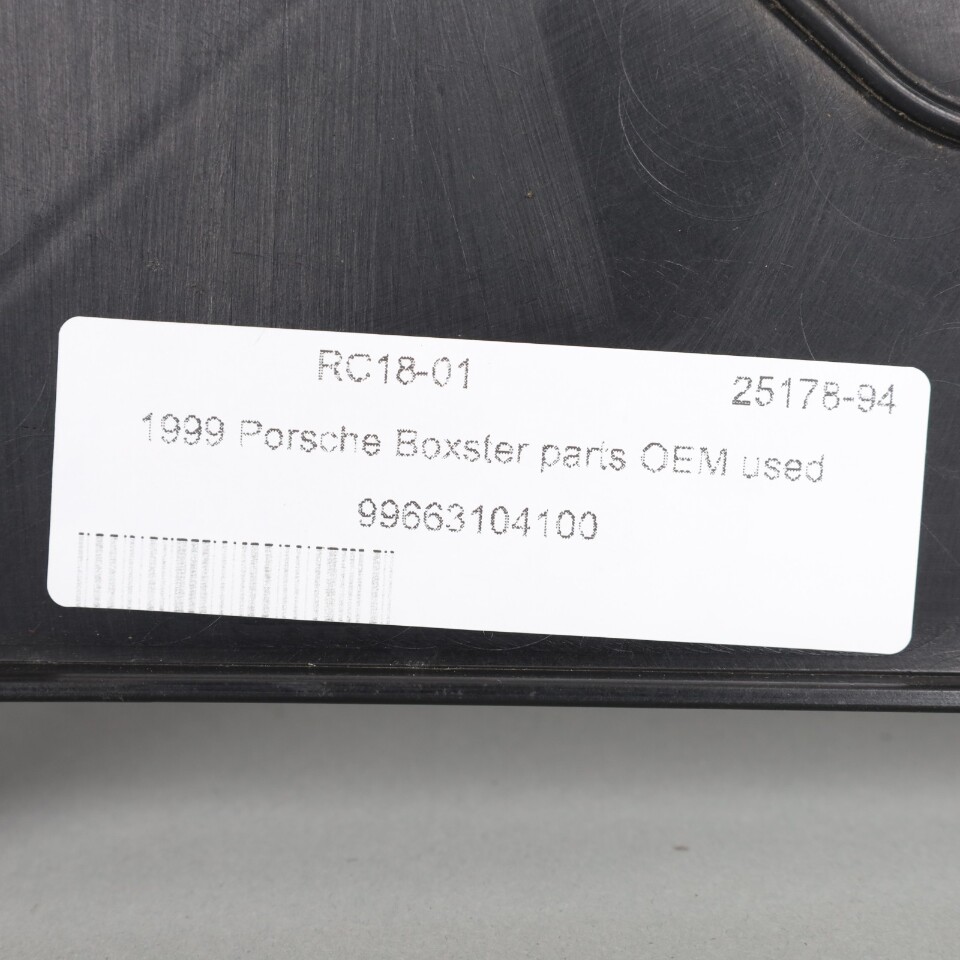 RC18-01 25178-94
1999 Porsche Boxster parts OEM used
99663104100